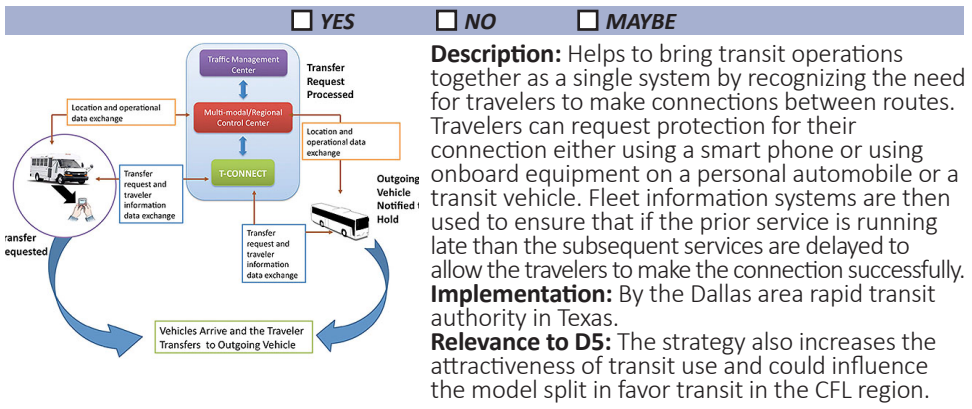 YES NO MAYBE
Traffic Management
Center
Transfer
Request
Processed
Location and operational
data exchange
Multi-modal/Regional
Control Center
Location and
operational data
exchange
T-CONNECT
Transfer
request and
traveler
information
data exchange
Outgoing
Vehicle
Notified t
Hold
Transfer
request and
traveler
information
data exchange
ransfer
equested
Vehicles Arrive and the Traveler
Transfers to Outgoing Vehicle
Description: Helps to bring transit operations
together as a single system by recognizing the need
for travelers to make connections between routes.
Travelers can request protection for their
connection either using a smart phone or using
onboard equipment on a personal automobile or a
transit vehicle. Fleet information systems are then
used to ensure that if the prior service is running
late than the subsequent services are delayed to
allow the travelers to make the connection successfully.
Implementation: By the Dallas area rapid transit
authority in Texas.
Relevance to D5: The strategy also increases the
attractiveness of transit use and could influence
the model split in favor transit in the CFL region.